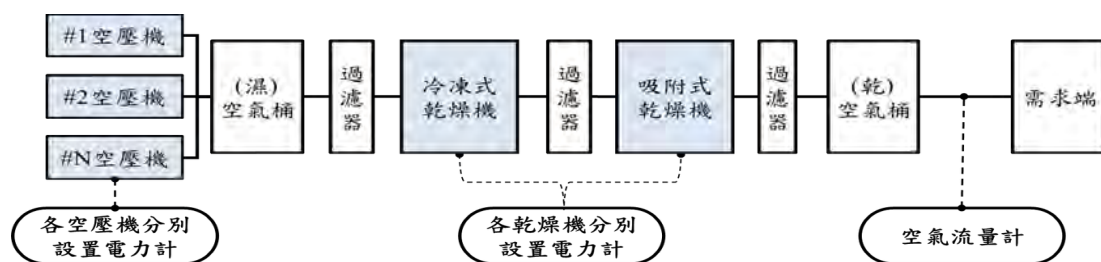 #1空壓機
#2空壓機
#N空壓機
(濕)
空氣桶
過
濾
器
冷凍式
乾燥機
過
濾
器
吸附式
乾燥機
過
濾
器
(乾)
空氣桶
需求端
各空壓機分別
設置電力計
各乾燥機分別
設置電力計
空氣流量計